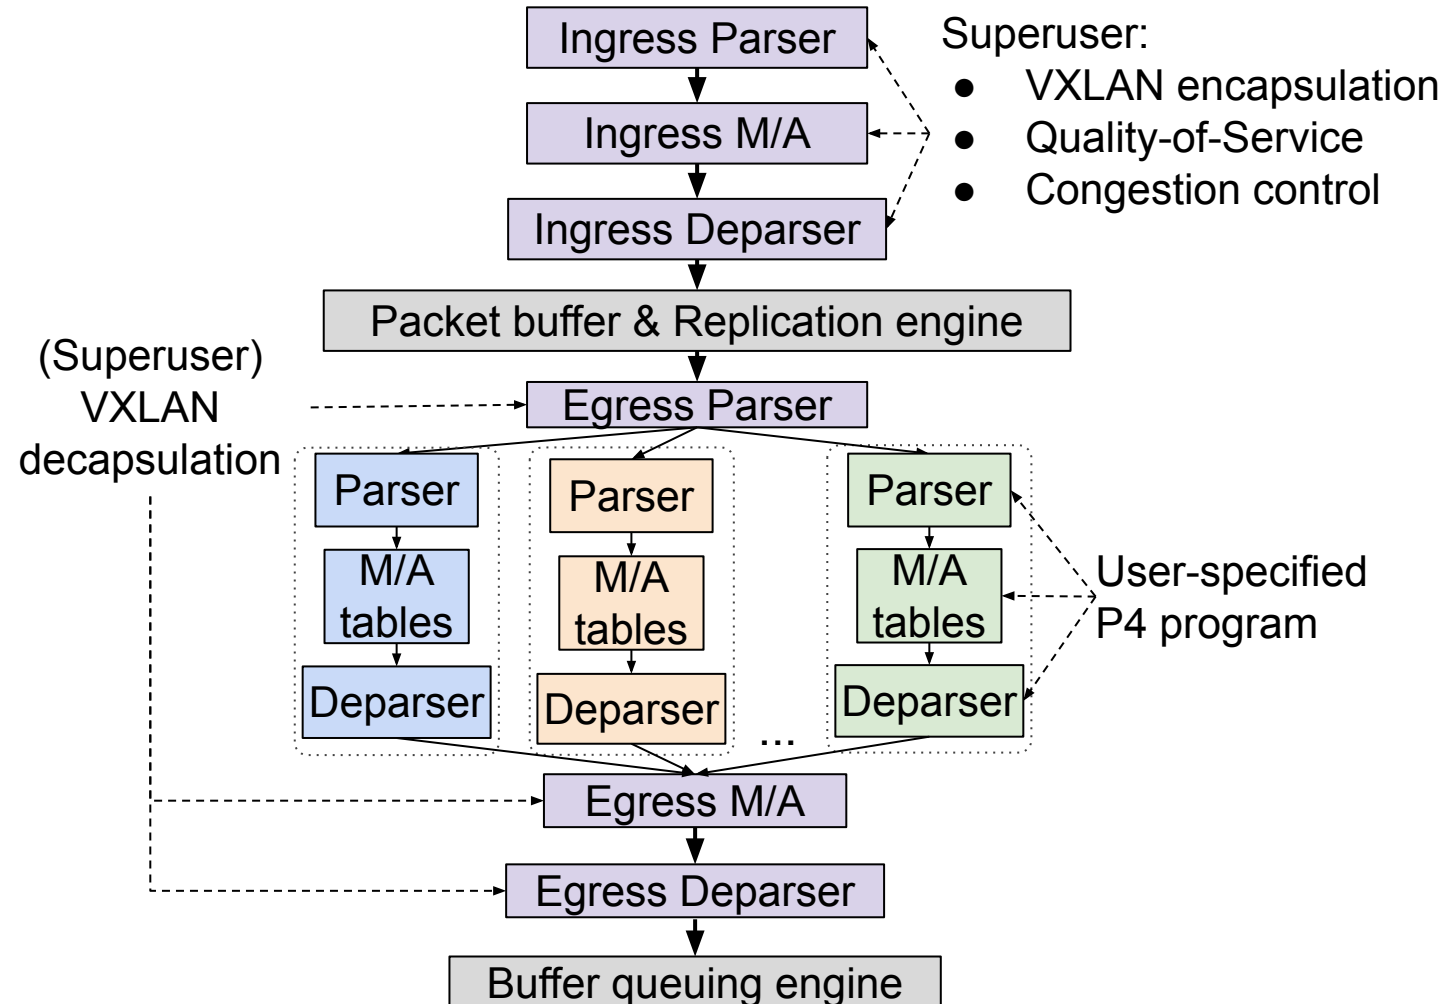 Ingress Parser
Superuser:
● VXLAN encapsulation
Ingress M/A
● Quality-of-Service
● Congestion control
Ingress Deparser
Packet buffer & Replication engine
(Superuser)
VXLAN
decapsulation
Egress Parser
Parser
M/A
tables
Deparser
Parser
M/A
tables
Deparser
...
Parser
M/A
tables
Deparser
User-specified
P4 program
Egress M/A
Egress Deparser
Buffer queuing engine